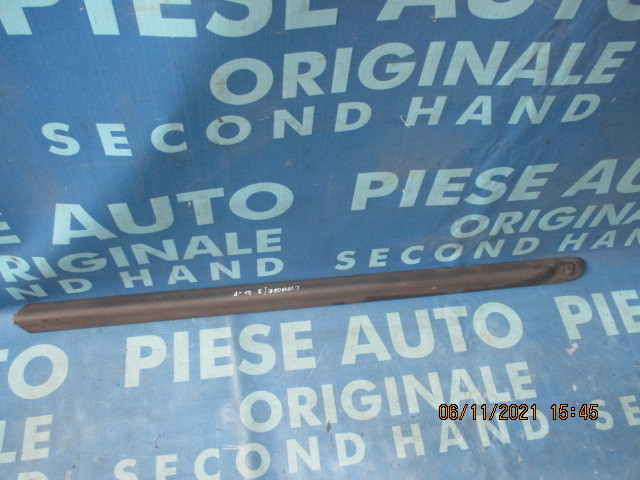 PIESE AUTO
ORIGINALE
SECOND HAND
PIESE AUTO
ORIGINALE
SECOND HAND
PIESE AUTO
ORIGINALE
SECOND HAND
PIESE AUTO
ORIGINALE
SECOND HAND
06/11/2021 15:45